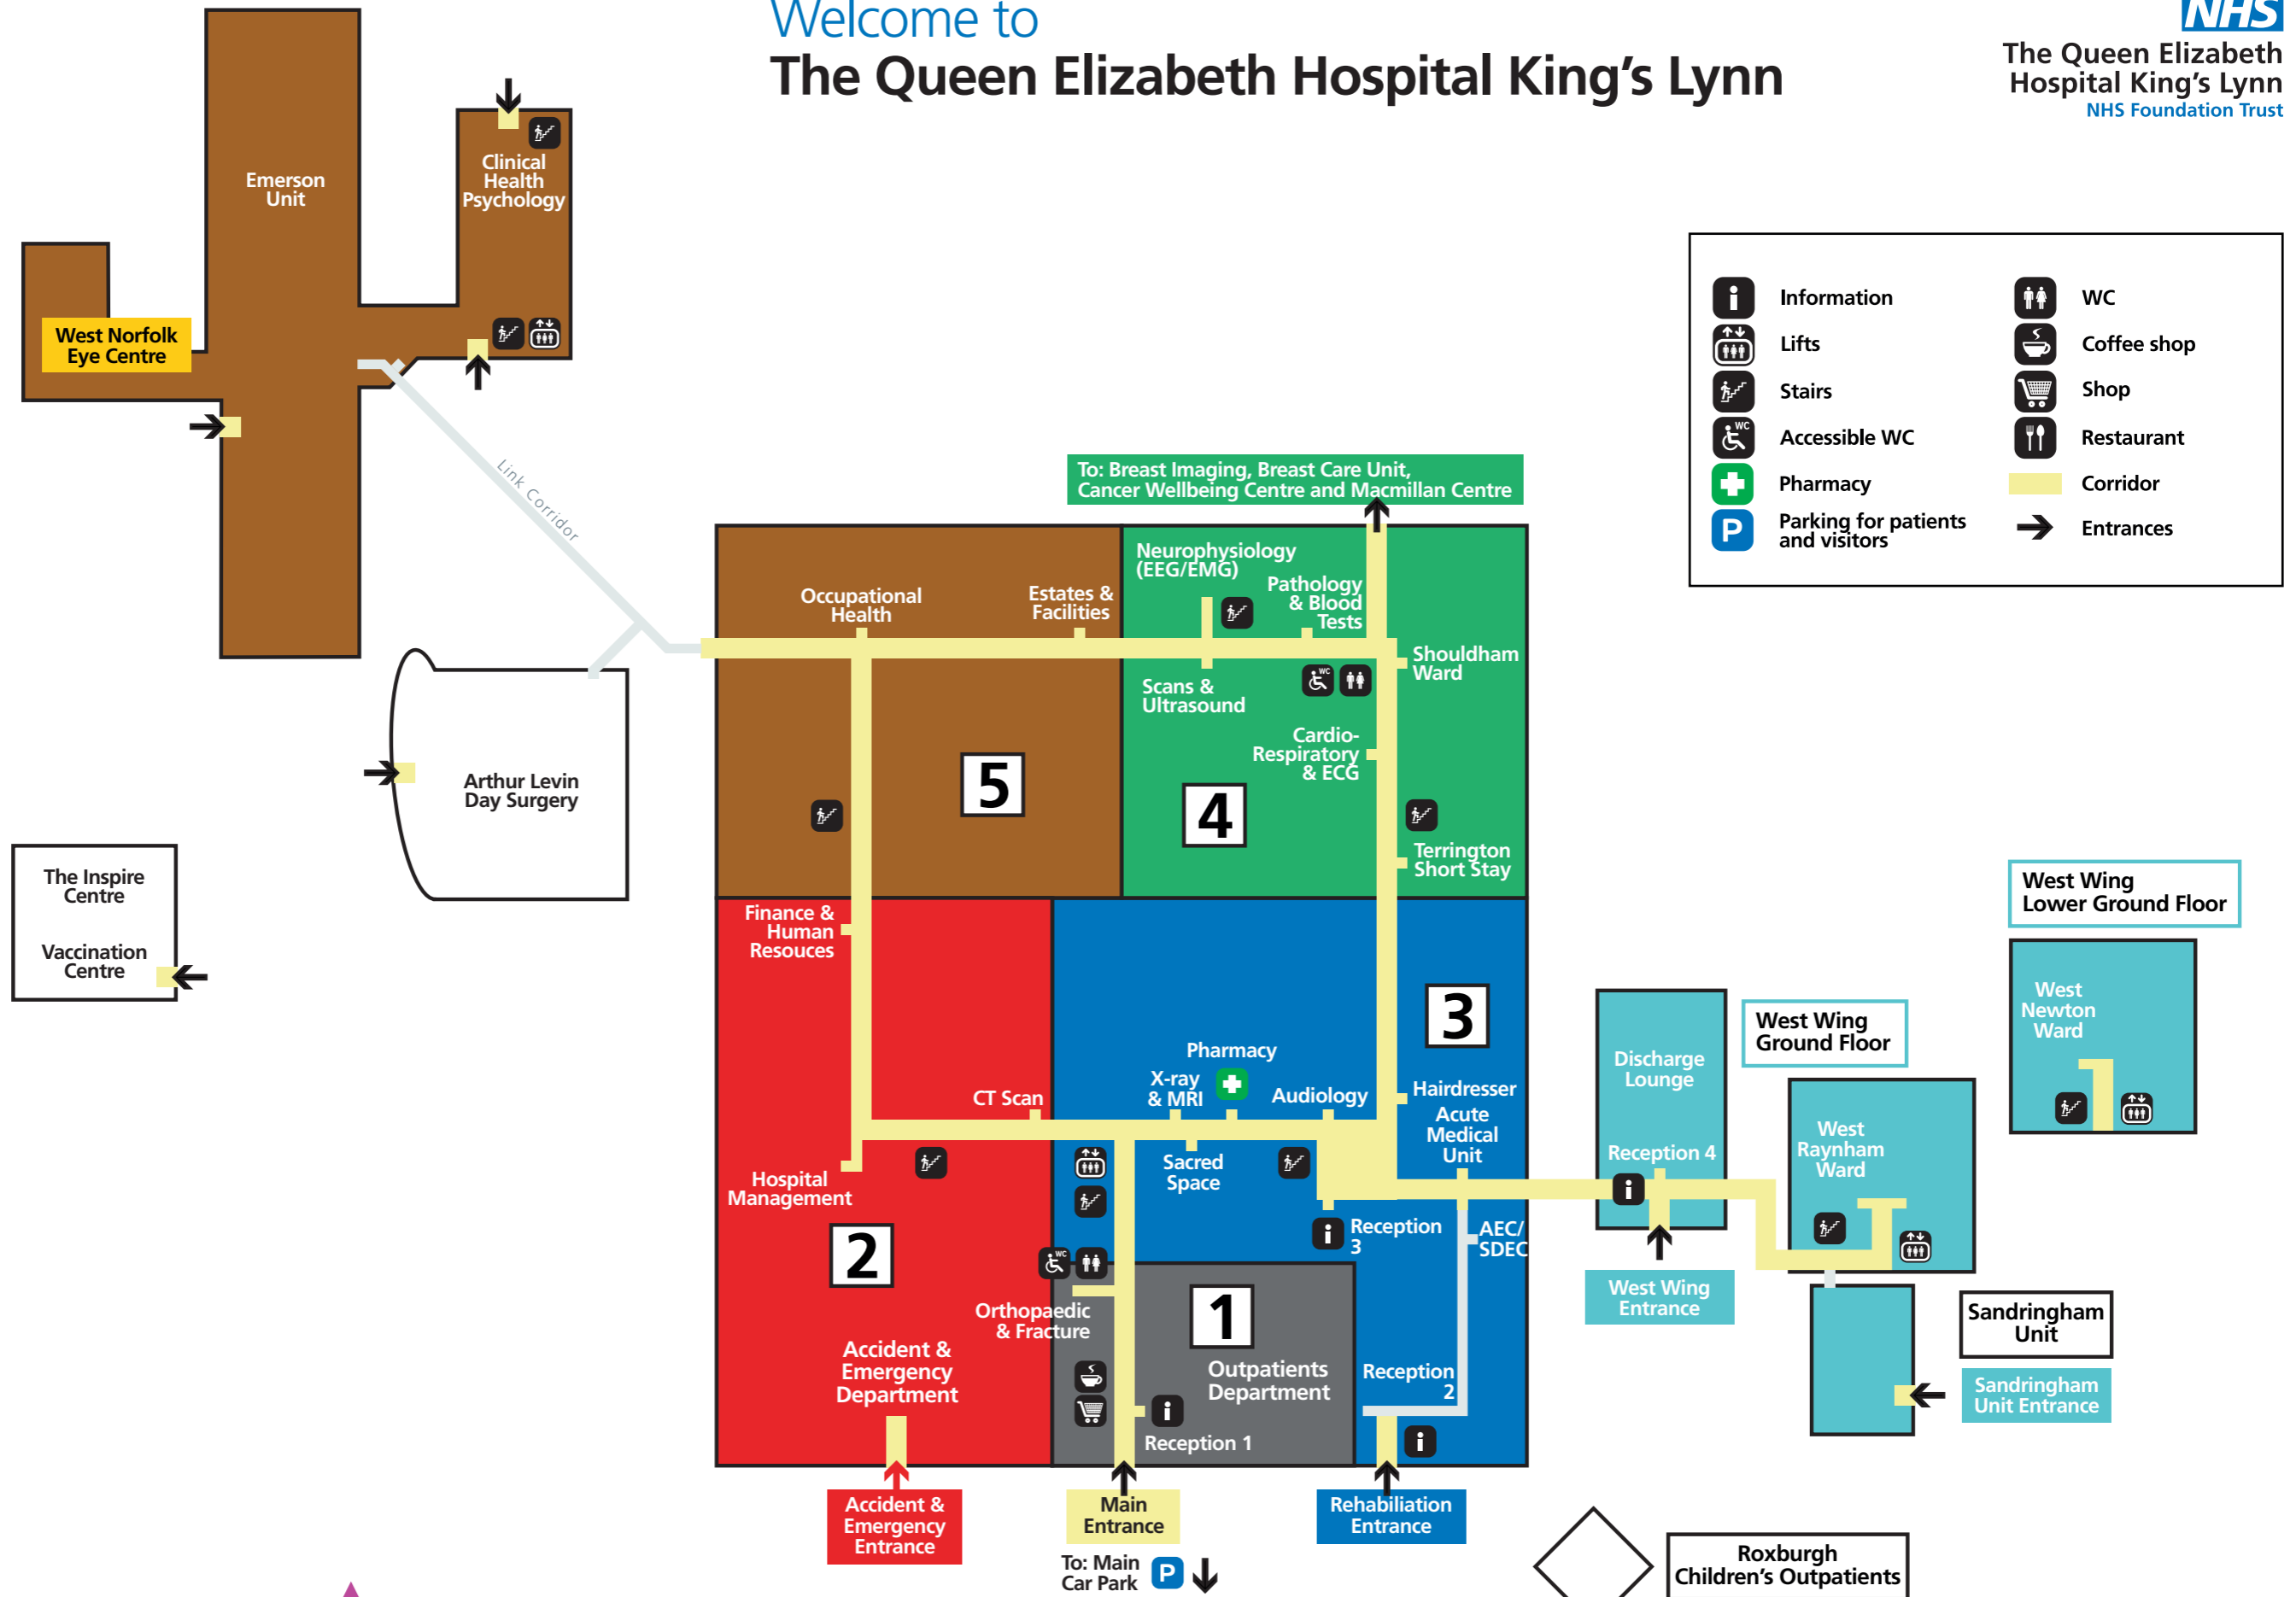 Welcome to
The Queen Elizabeth Hospital King's Lynn
NHS
The Queen Elizabeth
Hospital King's Lynn
NHS Foundation Trust
Emerson
Unit
Clinical
Health
Psychology
West Norfolk
Eye Centre
Link Corridor
Information
Lifts
Stairs
WC
Accessible WC
Pharmacy
P
Parking for patients
and visitors
WC
Coffee shop
Shop
Restaurant
Corridor
Entrances
To: Breast Imaging, Breast Care Unit,
Cancer Wellbeing Centre and Macmillan Centre
Occupational
Health
Estates &
Facilities
5
Neurophysiology
(EEG/EMG)
Pathology
& Blood
Tests
Shouldham
Ward
WC
Scans &
Ultrasound
Cardio-
Respiratory
& ECG
4
Terrington
Short Stay
Arthur Levin
Day Surgery
The Inspire
Centre
Vaccination
Centre
Finance &
Human
Resouces
CT Scan
Hospital
Management
2
Accident &
Emergency
Department
3
Pharmacy
X-ray
& MRI
Audiology
Hairdresser
Acute
Medical
Unit
Sacred
Space
Reception
3
AEC/
SDEC
WC
Orthopaedic
& Fracture
1
Outpatients
Department
Reception 1
Reception
2
Discharge
Lounge
Reception 4
West Wing
Entrance
West Wing
Ground Floor
West
Raynham
Ward
West Wing
Lower Ground Floor
West
Newton
Ward
Sandringham
Unit
Sandringham
Unit Entrance
Accident &
Emergency
Entrance
Main
Entrance
Rehabiliation
Entrance
To: Main
Car Park
P
Roxburgh
Children's Outpatients